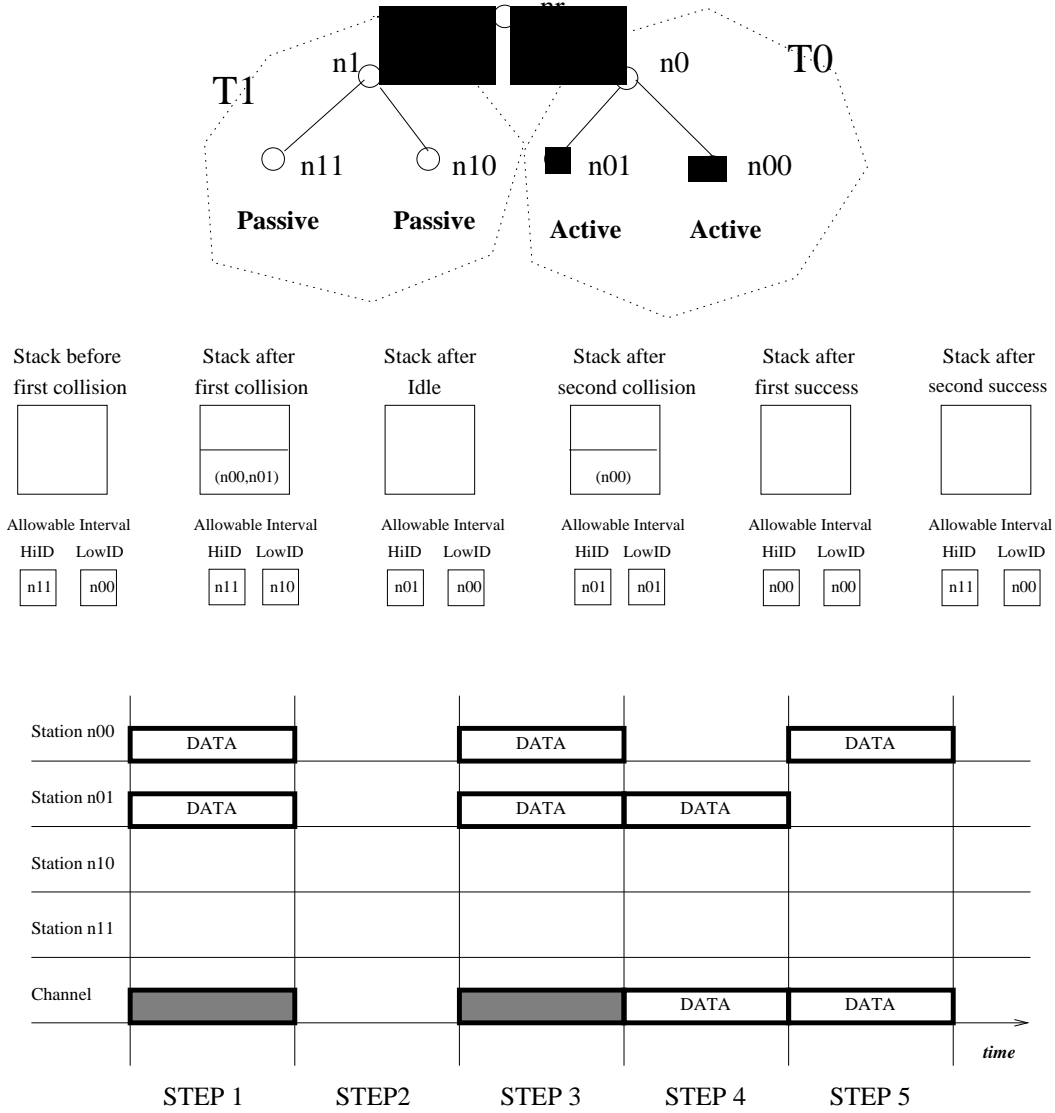 nr
n1
n0
T1
T0
n11
n10
n01
n00
Passive
Passive
Active
Active
Stack before
first collision
Stack after
first collision
Stack after
Idle
Stack after
second collision
Stack after
first success
Stack after
second success
(n00,n01)
(n00)
Allowable Interval
Allowable Interval
Allowable Interval
Allowable Interval
Allowable Interval
Allowable Interval
HiID LowID
HiID LowID
HiID LowID
HiID LowID
HiID LowID
HiID LowID
n11 n00
n11 n10
n01 n00
n01 n01
n00 n00
n11 n00
Station n00
DATA
DATA
DATA
Station n01
DATA
DATA
DATA
Station n10
Station n11
Channel
DATA
DATA
time
STEP 1
STEP2
STEP 3
STEP 4
STEP 5